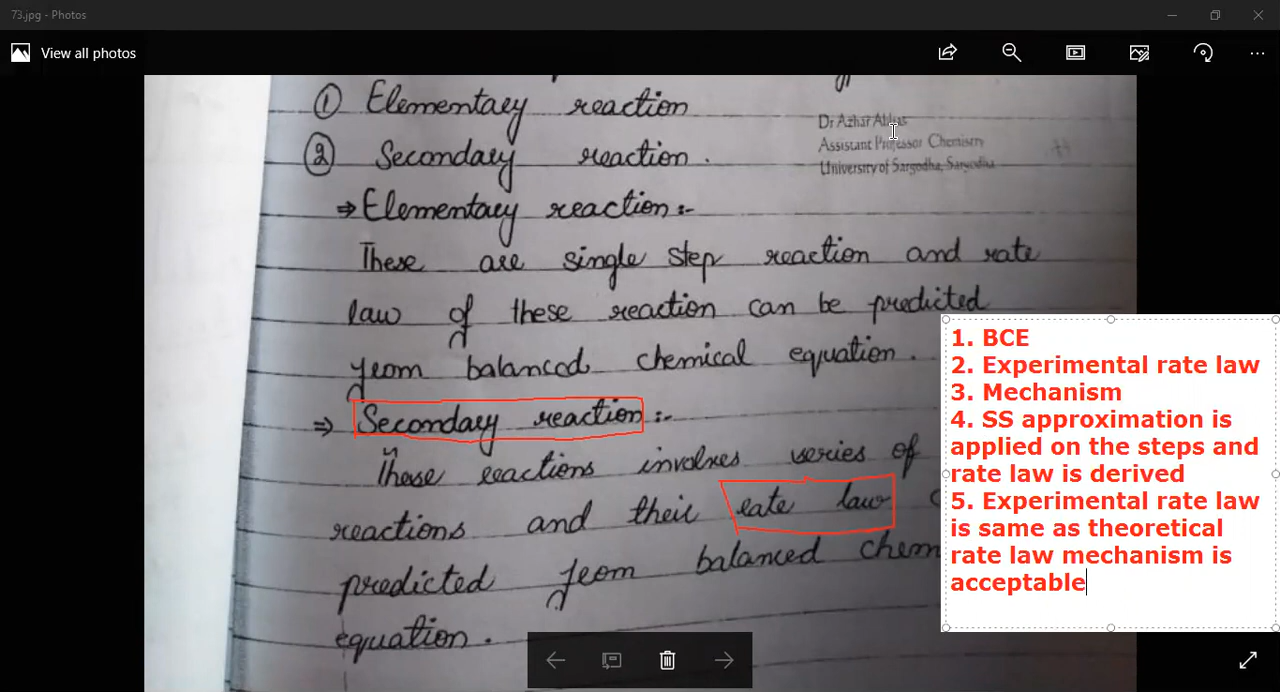 73.jpg - Photos
View all photos
① Elementary reaction
② Secondary reaction .
Dr Azhar Abbas
Assistant Professor Chemistry
University of Sargodha, Sargodha
⇒ Elementary reaction :-
These are single step reaction and rate
law of these reaction can be predicted
from balanced chemical equation .
⇒ Secondary reaction :-
These reactions involves series of
reactions and their rate law
predicted from balanced chem
equation .
1. BCE
2. Experimental rate law
3. Mechanism
4. SS approximation is
applied on the steps and
rate law is derived
5. Experimental rate law
is same as theoretical
rate law mechanism is
acceptable